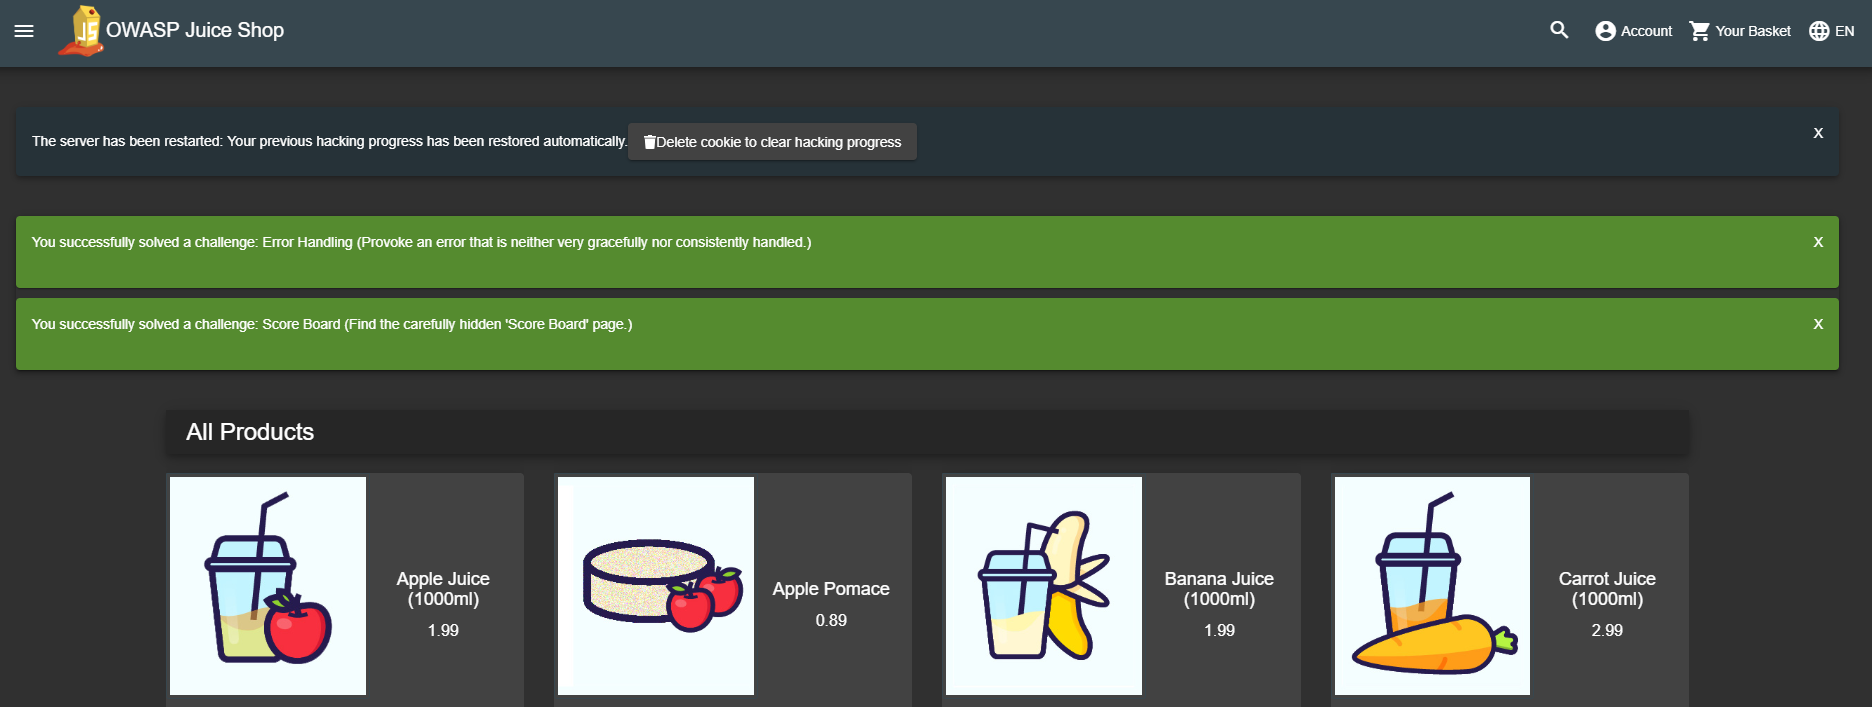 OWASP Juice Shop
Account
Your Basket
EN
The server has been restarted: Your previous hacking progress has been restored automatically.
Delete cookie to clear hacking progress
X
You successfully solved a challenge: Error Handling (Provoke an error that is neither very gracefully nor consistently handled.)
X
You successfully solved a challenge: Score Board (Find the carefully hidden 'Score Board' page.)
X
All Products
Apple Juice
(1000ml)
1.99
Apple Pomace
0.89
Banana Juice
(1000ml)
1.99
Carrot Juice
(1000ml)
2.99